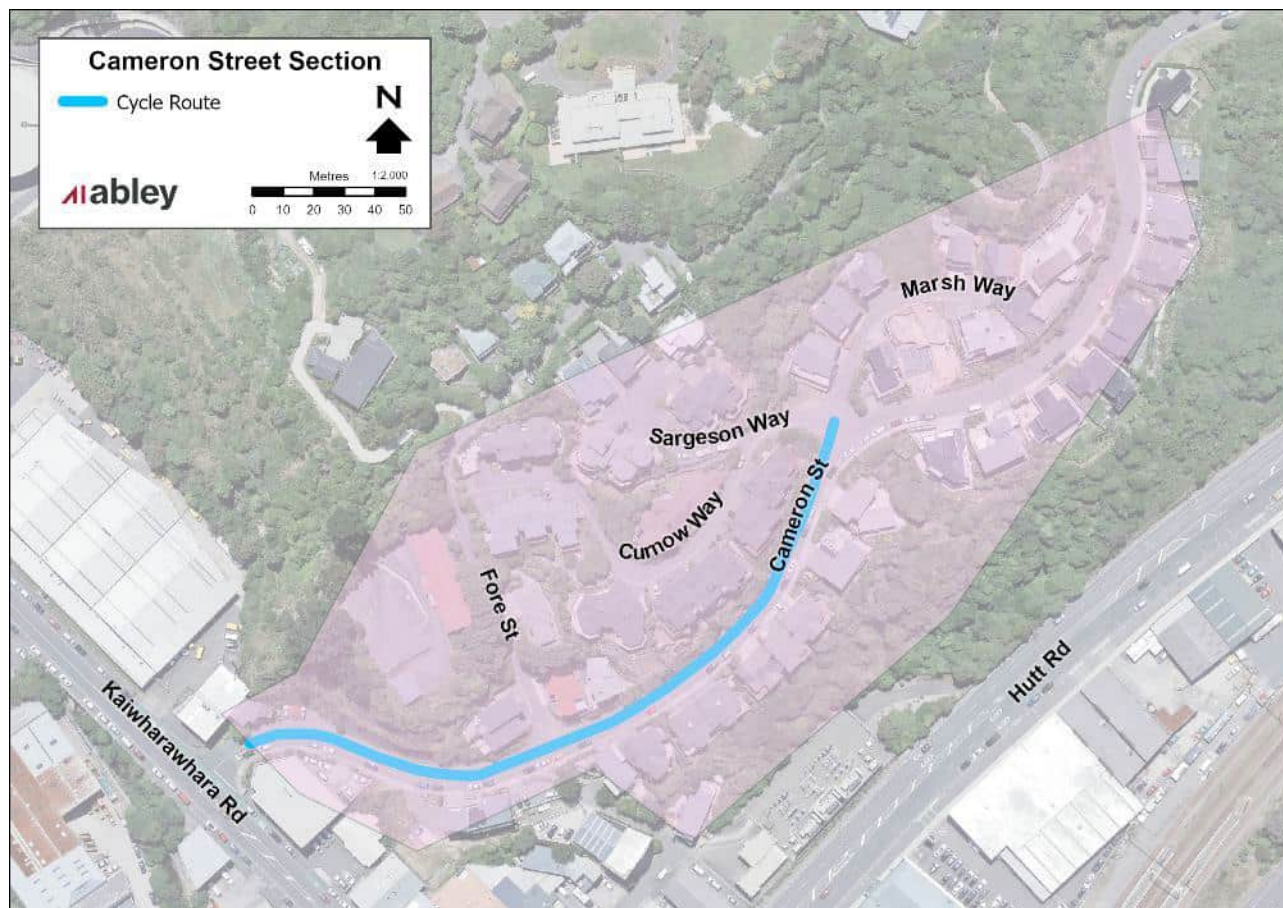 Cameron Street Section
Cycle Route
N
abley
Metres 1:2,000
0 10 20 30 40 50
Marsh Way
Sargeson Way
Curnow Way
Cameron St
Fore St
Hutt Rd
Kaiwharawhara Rd